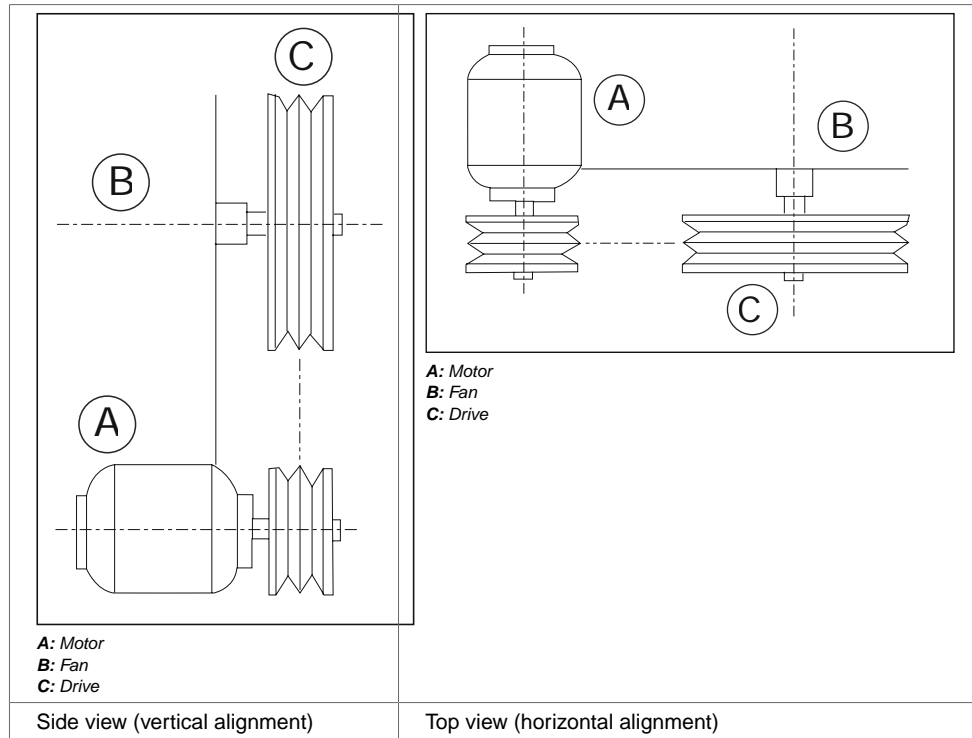 C
B
A
A: Motor
B: Fan
C: Drive
Side view (vertical alignment)
A
B
C
A: Motor
B: Fan
C: Drive
Top view (horizontal alignment)